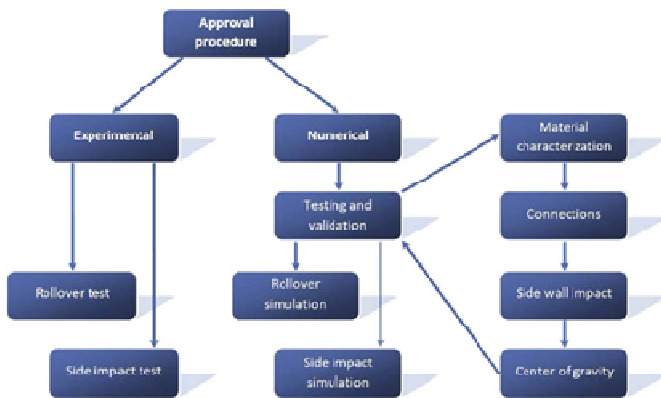 Approval
procedure
Experimental
Numerical
Material
characterization
Testing and
validation
Connections
Rollover test
Rollover
simulation
Side wall impact
Side impact test
Side impact
simulation
Center of gravity